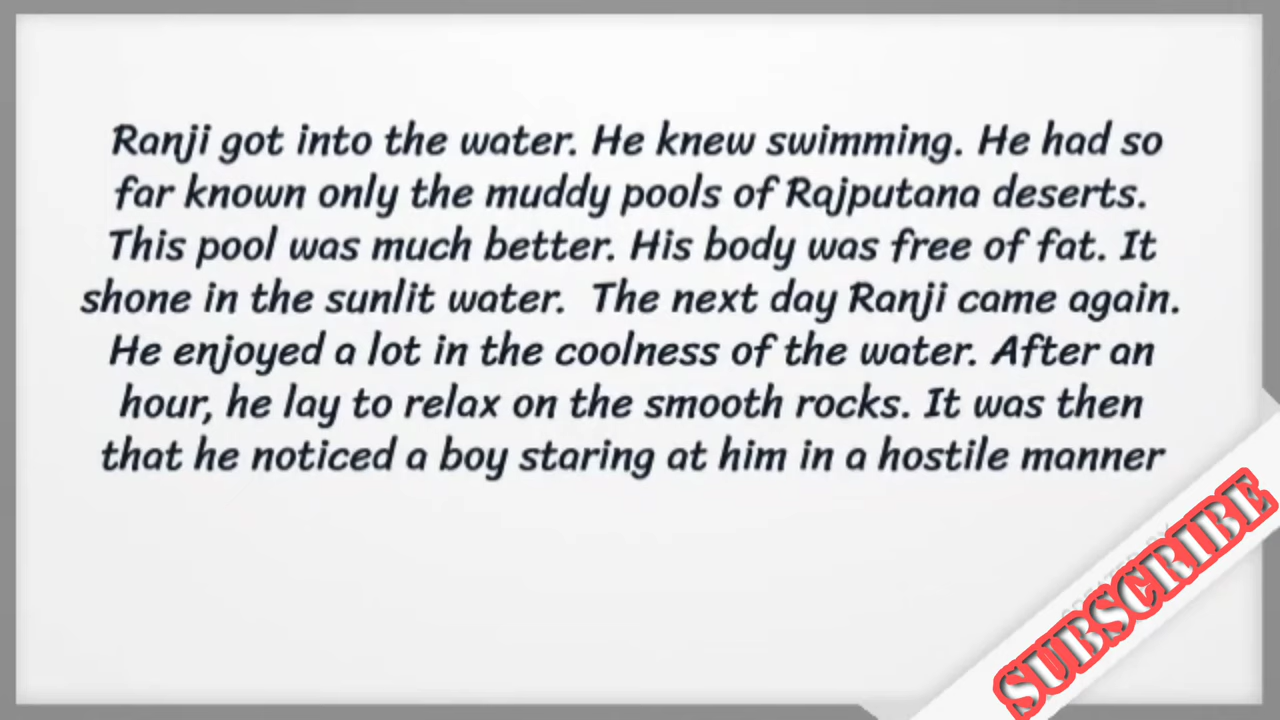 Ranji got into the water. He knew swimming. He had so
far known only the muddy pools of Rajputana deserts.
This pool was much better. His body was free of fat. It
shone in the sunlit water. The next day Ranji came again.
He enjoyed a lot in the coolness of the water. After an
hour, he lay to relax on the smooth rocks. It was then
that he noticed a boy staring at him in a hostile manner
SUBSCRIBE